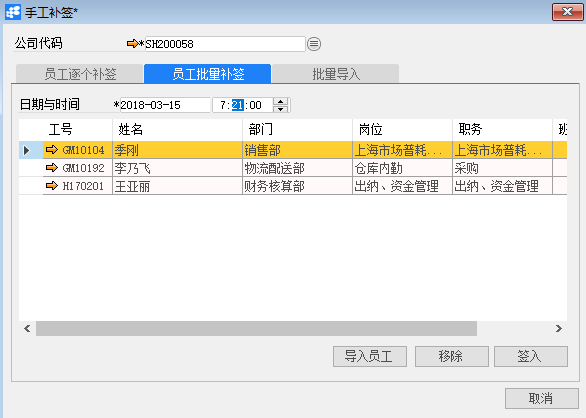 手工补签*
公司代码 *SH200058
员工逐个补签 员工批量补签 批量导入
日期与时间 *2018-03-15 7:21:00
工号 姓名 部门 岗位 职务 班
GM10104 季刚 销售部 上海市场普耗... 上海市场普耗...
GM10192 李乃飞 物流配送部 仓库内勤 采购
H170201 王亚丽 财务核算部 出纳、资金管理 出纳、资金管理
导入员工 移除 签入
取消